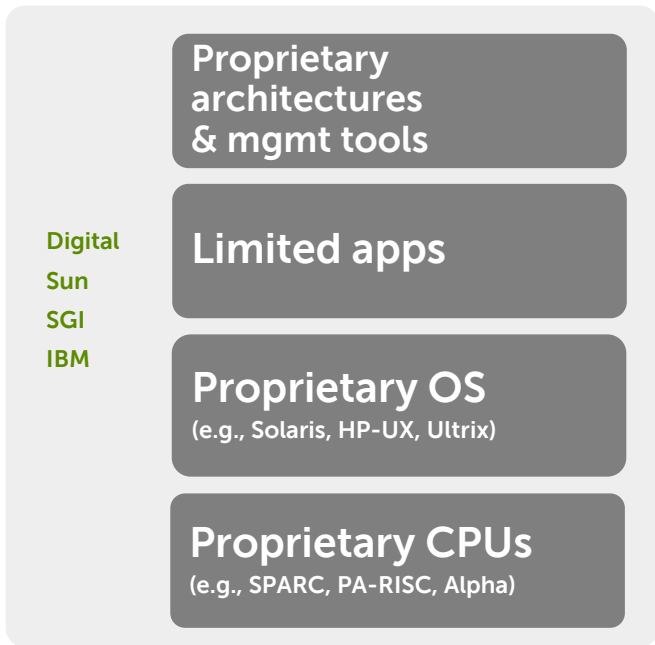 Proprietary
architectures
& mgmt tools
Digital
Sun
SGI
IBM
Limited apps
Proprietary OS
(e.g., Solaris, HP-UX, Ultrix)
Proprietary CPUs
(e.g., SPARC, PA-RISC, Alpha)